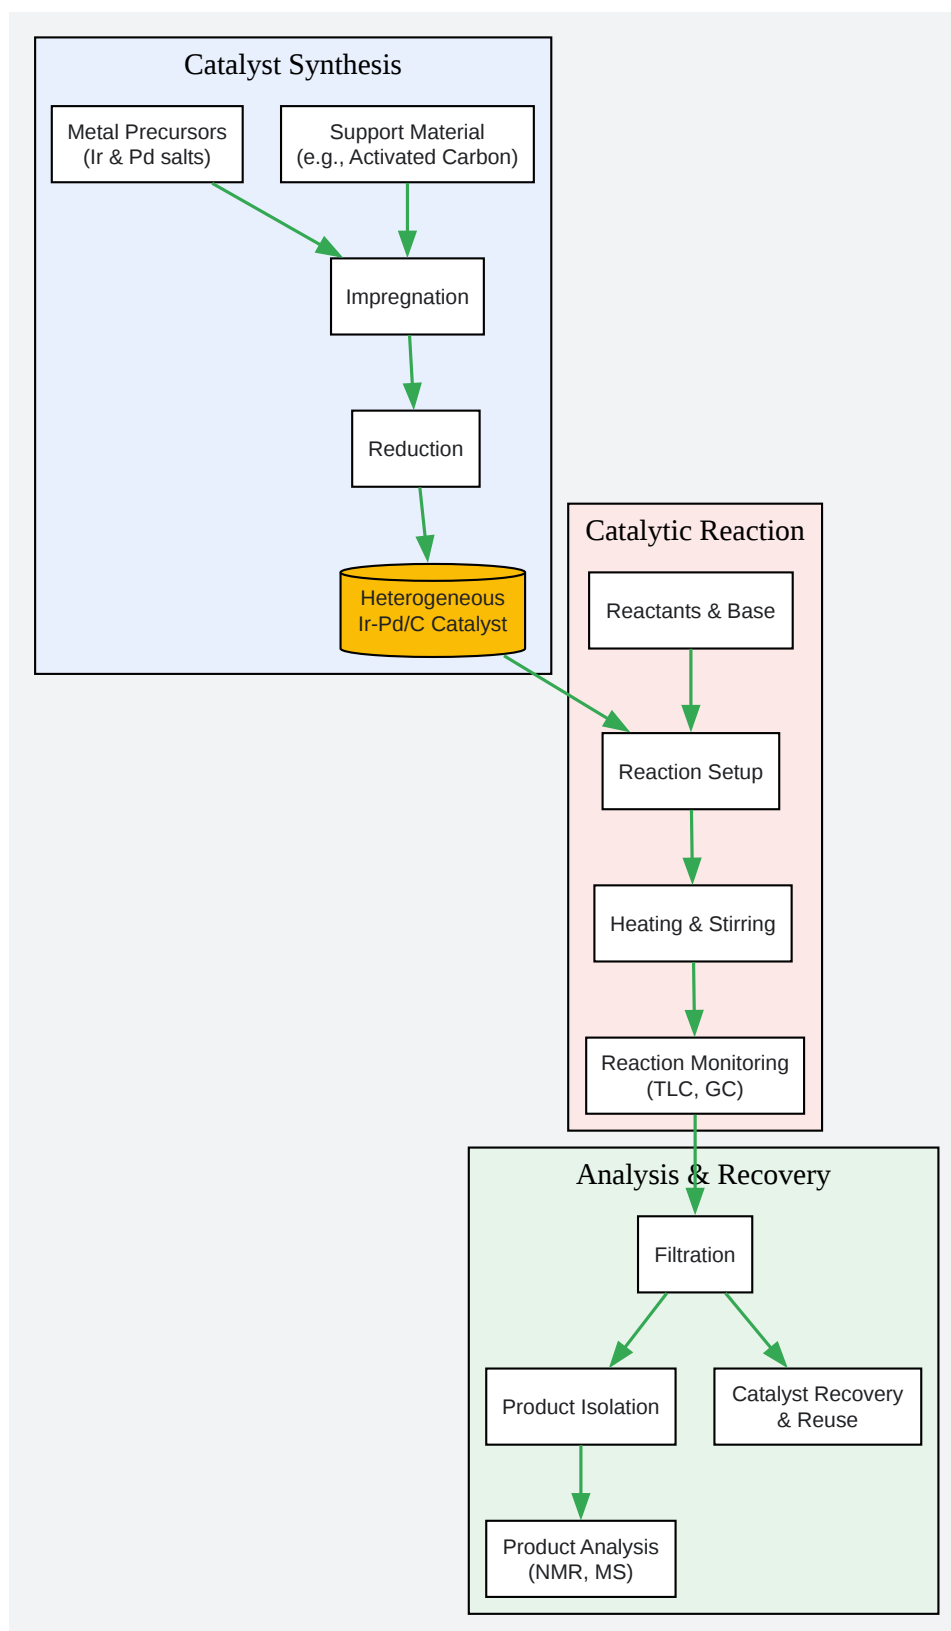 Catalyst Synthesis
Metal Precursors
(Ir & Pd salts)
Support Material
(e.g., Activated Carbon)
Impregnation
Reduction
Heterogeneous
Ir-Pd/C Catalyst
Catalytic Reaction
Reactants & Base
Reaction Setup
Heating & Stirring
Reaction Monitoring
(TLC, GC)
Analysis & Recovery
Filtration
Product Isolation
Catalyst Recovery
& Reuse
Product Analysis
(NMR, MS)